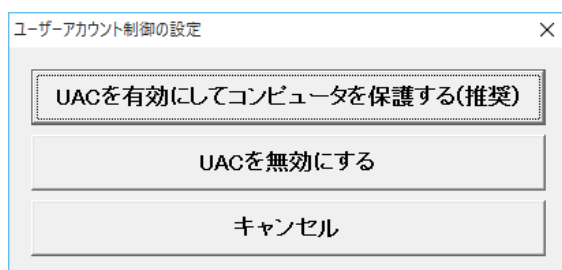 ユーザーアカウント制御の設定
UACを有効にしてコンピュータを保護する(推奨)
UACを無効にする
キャンセル